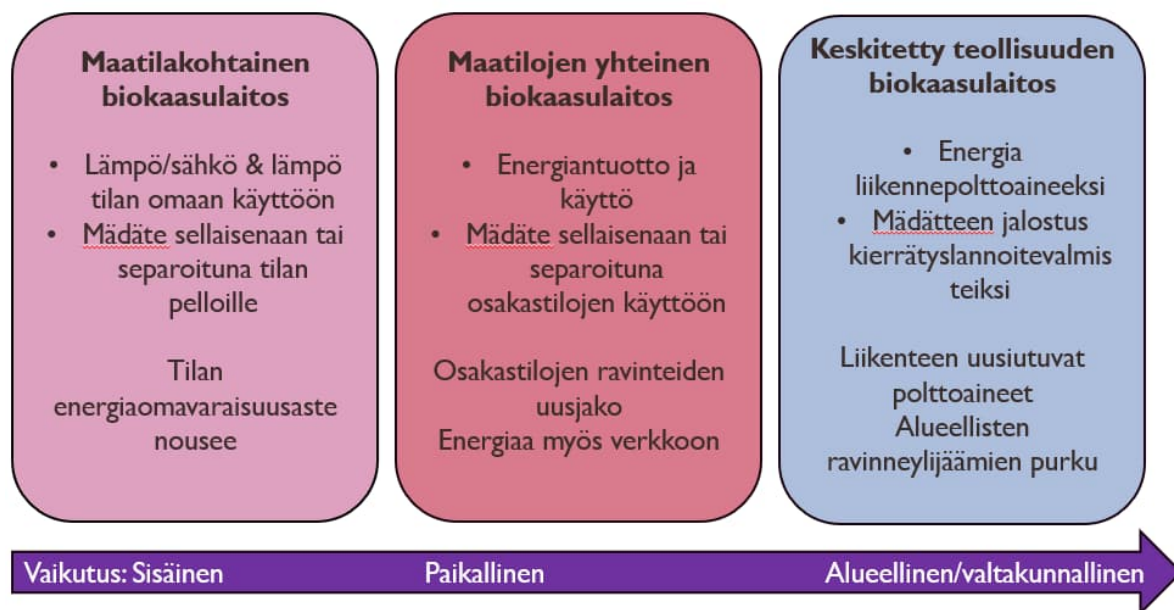 Maatilakohtainen
biokaasulaitos
• Lämpö/sähkö & lämpö
tilan omaan käyttöön
• Mädäte sellaisenaan tai
separoituna tilan
pelloille
Tilan
energiaomavaraisuusaste
nousee
Maatilojen yhteinen
biokaasulaitos
• Energiantuotto ja
käyttö
• Mädäte sellaisenaan tai
separoituna
osakastilojen käyttöön
Osakastilojen ravinteiden
uusjako
Energiaa myös verkkoon
Keskitetty teollisuuden
biokaasulaitos
• Energia
liikennepolttoaineeksi
• Mädätteen jalostus
kierrätyslannoitevalmis
teiksi
Liikenteen uusiutuvat
polttoaineet
Alueellisten
ravinneylijäämien purku
Vaikutus: Sisäinen
Paikallinen
Alueellinen/valtakunnallinen